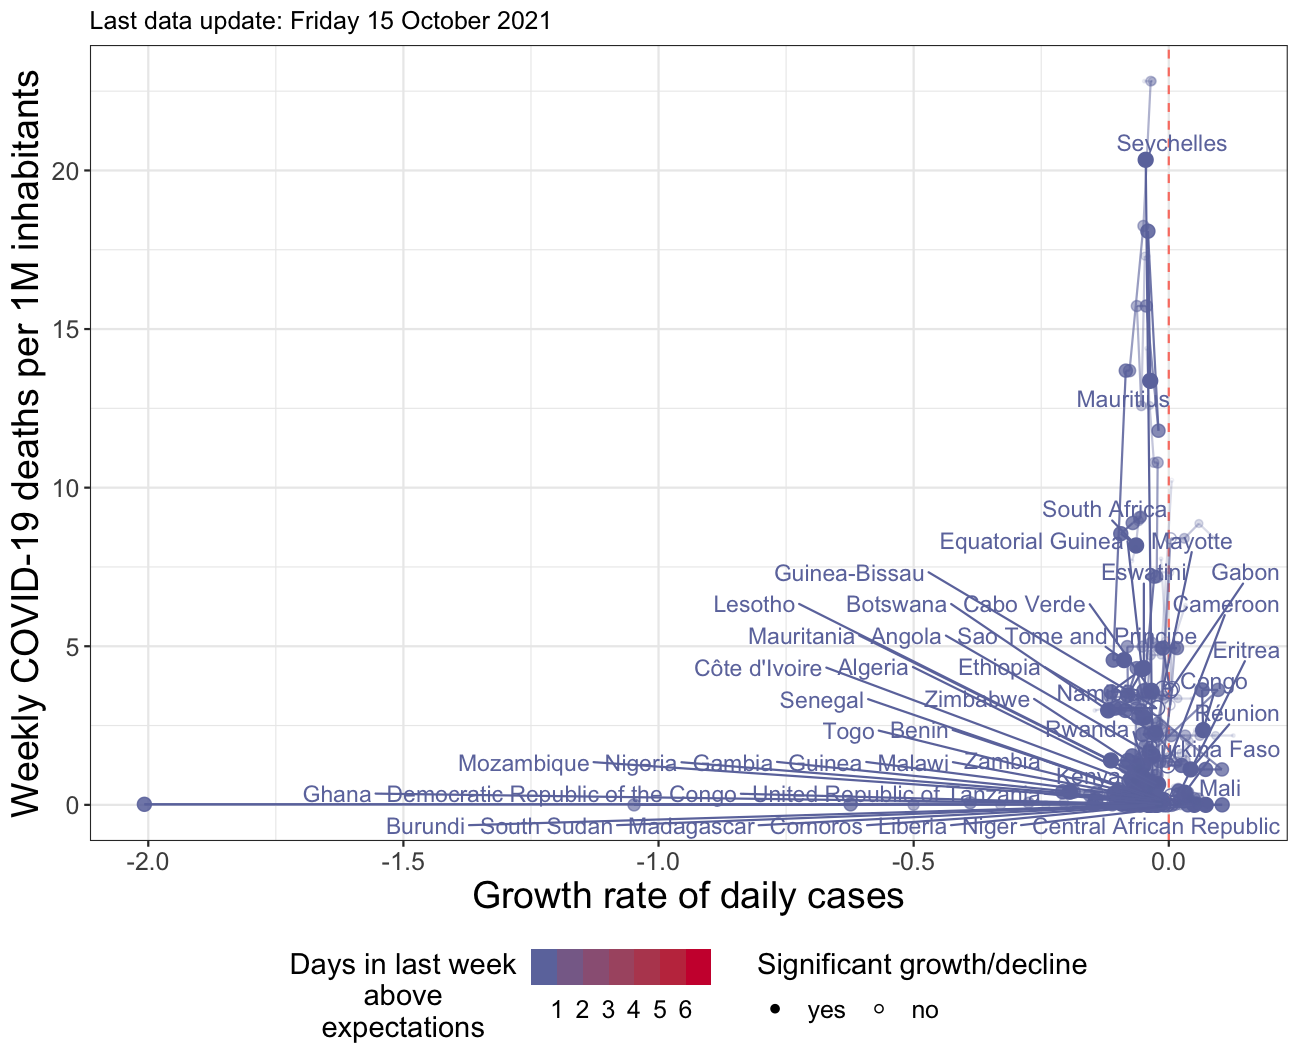 Last data update: Friday 15 October 2021
Weekly COVID-19 deaths per 1M inhabitants
20
15
10
5
0
Seychelles
Mauritius
South Africa
Equatorial Guinea
Mayotte
Guinea-Bissau
Eswatini
Gabon
Lesotho
Botswana
Cabo Verde
Cameroon
Mauritania
Angola
Sao Tome and Principe
Eritrea
Côte d'Ivoire
Algeria
Ethiopia
Congo
Senegal
Zimbabwe
Réunion
Togo
Benin
Rwanda
Burkina Faso
Mozambique
Nigeria
Gambia
Guinea
Malawi
Zambia
Kenya
Mali
Ghana
Democratic Republic of the Congo
United Republic of Tanzania
Burundi
South Sudan
Madagascar
Comoros
Liberia
Niger
Central African Republic
-2.0
-1.5
-1.0
-0.5
0.0
Growth rate of daily cases
Days in last week
above
expectations
1 2 3 4 5 6
Significant growth/decline
yes
no